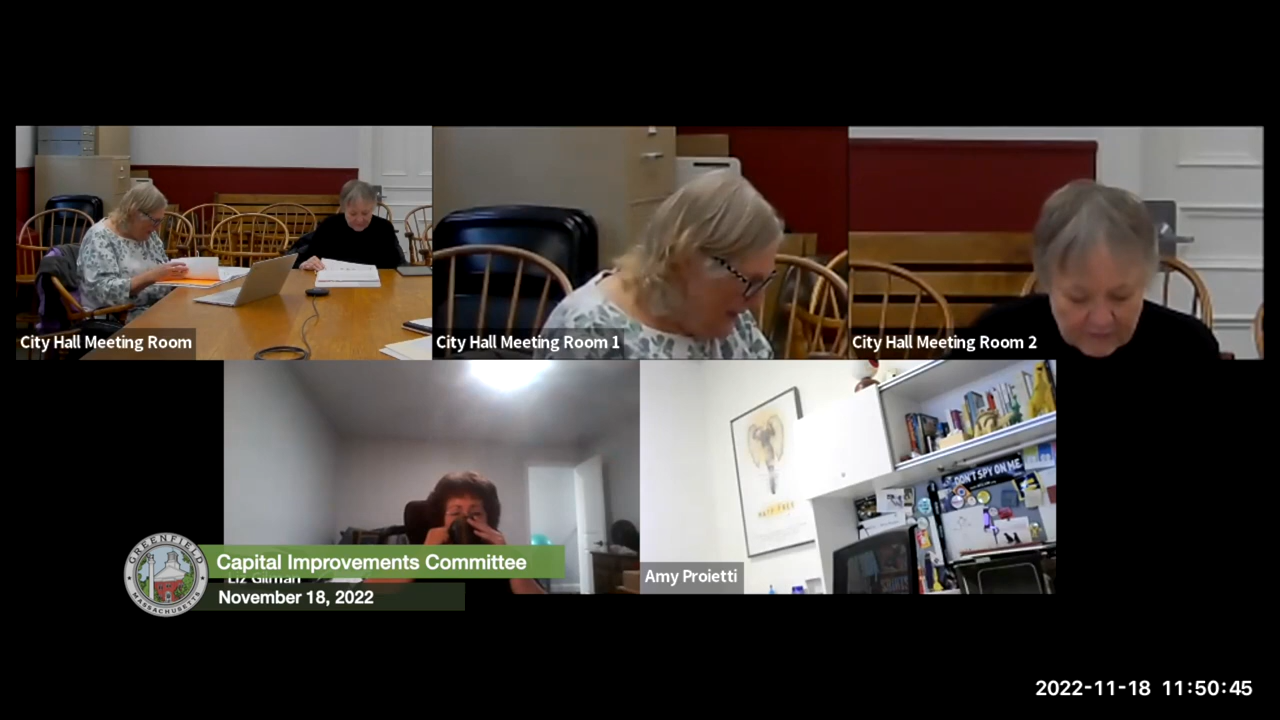 City Hall Meeting Room
City Hall Meeting Room 1
City Hall Meeting Room 2
DON'T SPY ON ME
Amy Proietti
GREENFIELD
MASSACHUSETTS
Capital Improvements Committee
Liz Gilman
November 18, 2022
2022-11-18 11:50:45